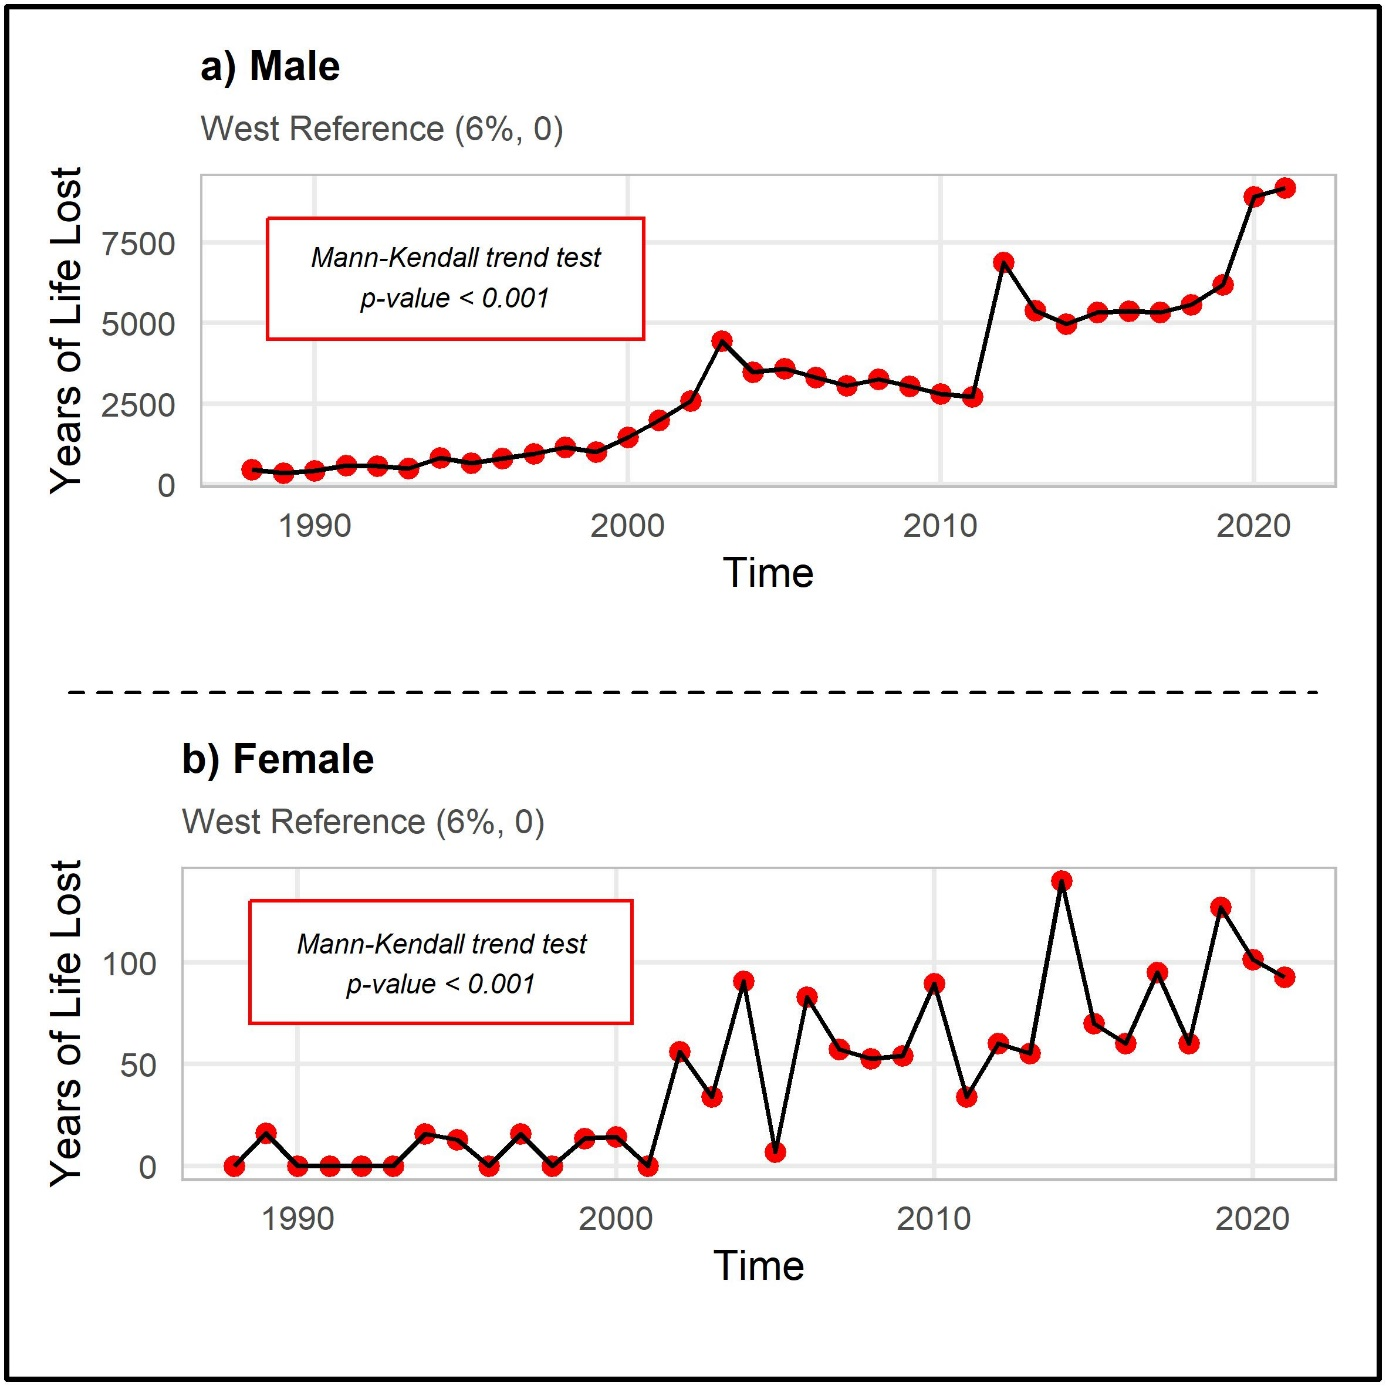 a) Male
West Reference (6%, 0)
Years of Life Lost
7500
5000
2500
0
Mann-Kendall trend test
p-value < 0.001
1990 2000 2010 2020
Time
b) Female
West Reference (6%, 0)
Years of Life Lost
100
50
0
Mann-Kendall trend test
p-value < 0.001
1990 2000 2010 2020
Time